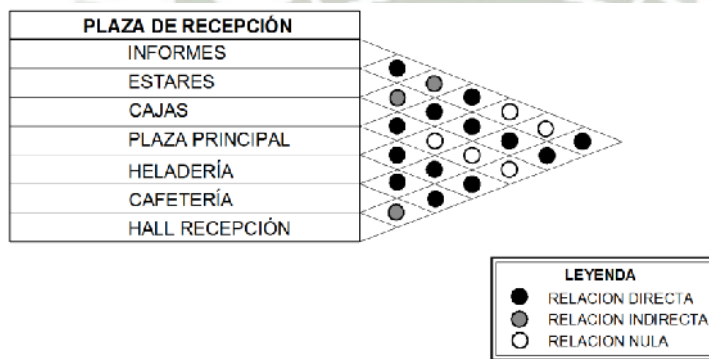 PLAZA DE RECEPCIÓN
INFORMES
ESTARES
CAJAS
PLAZA PRINCIPAL
HELADERÍA
CAFETERÍA
HALL RECEPCIÓN
LEYENDA
RELACION DIRECTA
RELACION INDIRECTA
RELACION NULA